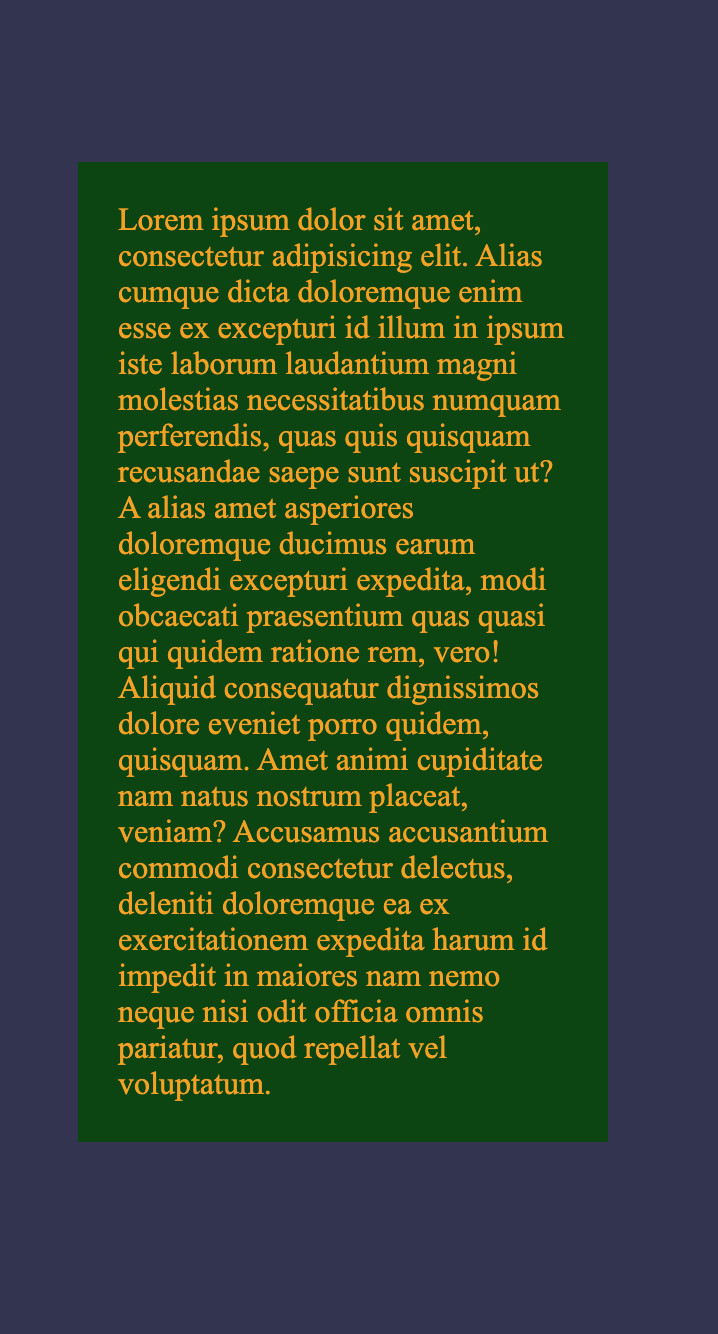 Lorem ipsum dolor sit amet,
consectetur adipisicing elit. Alias
cumque dicta doloremque enim
esse ex excepturi id illum in ipsum
iste laborum laudantium magni
molestias necessitatibus numquam
perferendis, quas quis quisquam
recusandae saepe sunt suscipit ut?
A alias amet asperiores
doloremque ducimus earum
eligendi excepturi expedita, modi
obcaecati praesentium quas quasi
qui quidem ratione rem, vero!
Aliquid consequatur dignissimos
dolore eveniet porro quidem,
quisquam. Amet animi cupiditate
nam natus nostrum placeat,
veniam? Accusamus accusantium
commodi consectetur delectus,
deleniti doloremque ea ex
exercitationem expedita harum id
impedit in maiores nam nemo
neque nisi odit officia omnis
pariatur, quod repellat vel
voluptatum.